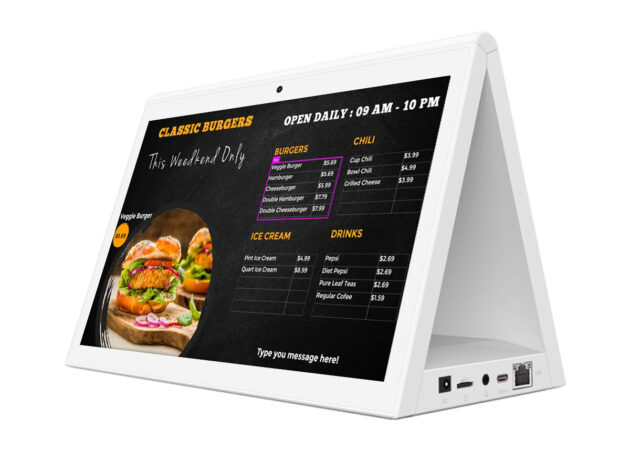 CLASSIC BURGERS
OPEN DAILY : 09 AM - 10 PM
This Weedkend Only
BURGERS
Veggie Burger $5.69
Hamburger $5.69
Cheeseburger $5.99
Double Hamburger $7.79
Double Cheeseburger $7.99
CHILI
Cup Chili $3.99
Bowl Chili $4.99
Grilled Cheese $3.99
Veggie Burger
$5.69
ICE CREAM
Pint Ice Cream $4.99
Quart Ice Cream $8.99
DRINKS
Pepsi $2.69
Diet Pepsi $2.69
Pure Leaf Teas $2.69
Regular Cofee $1.59
Type you message here!